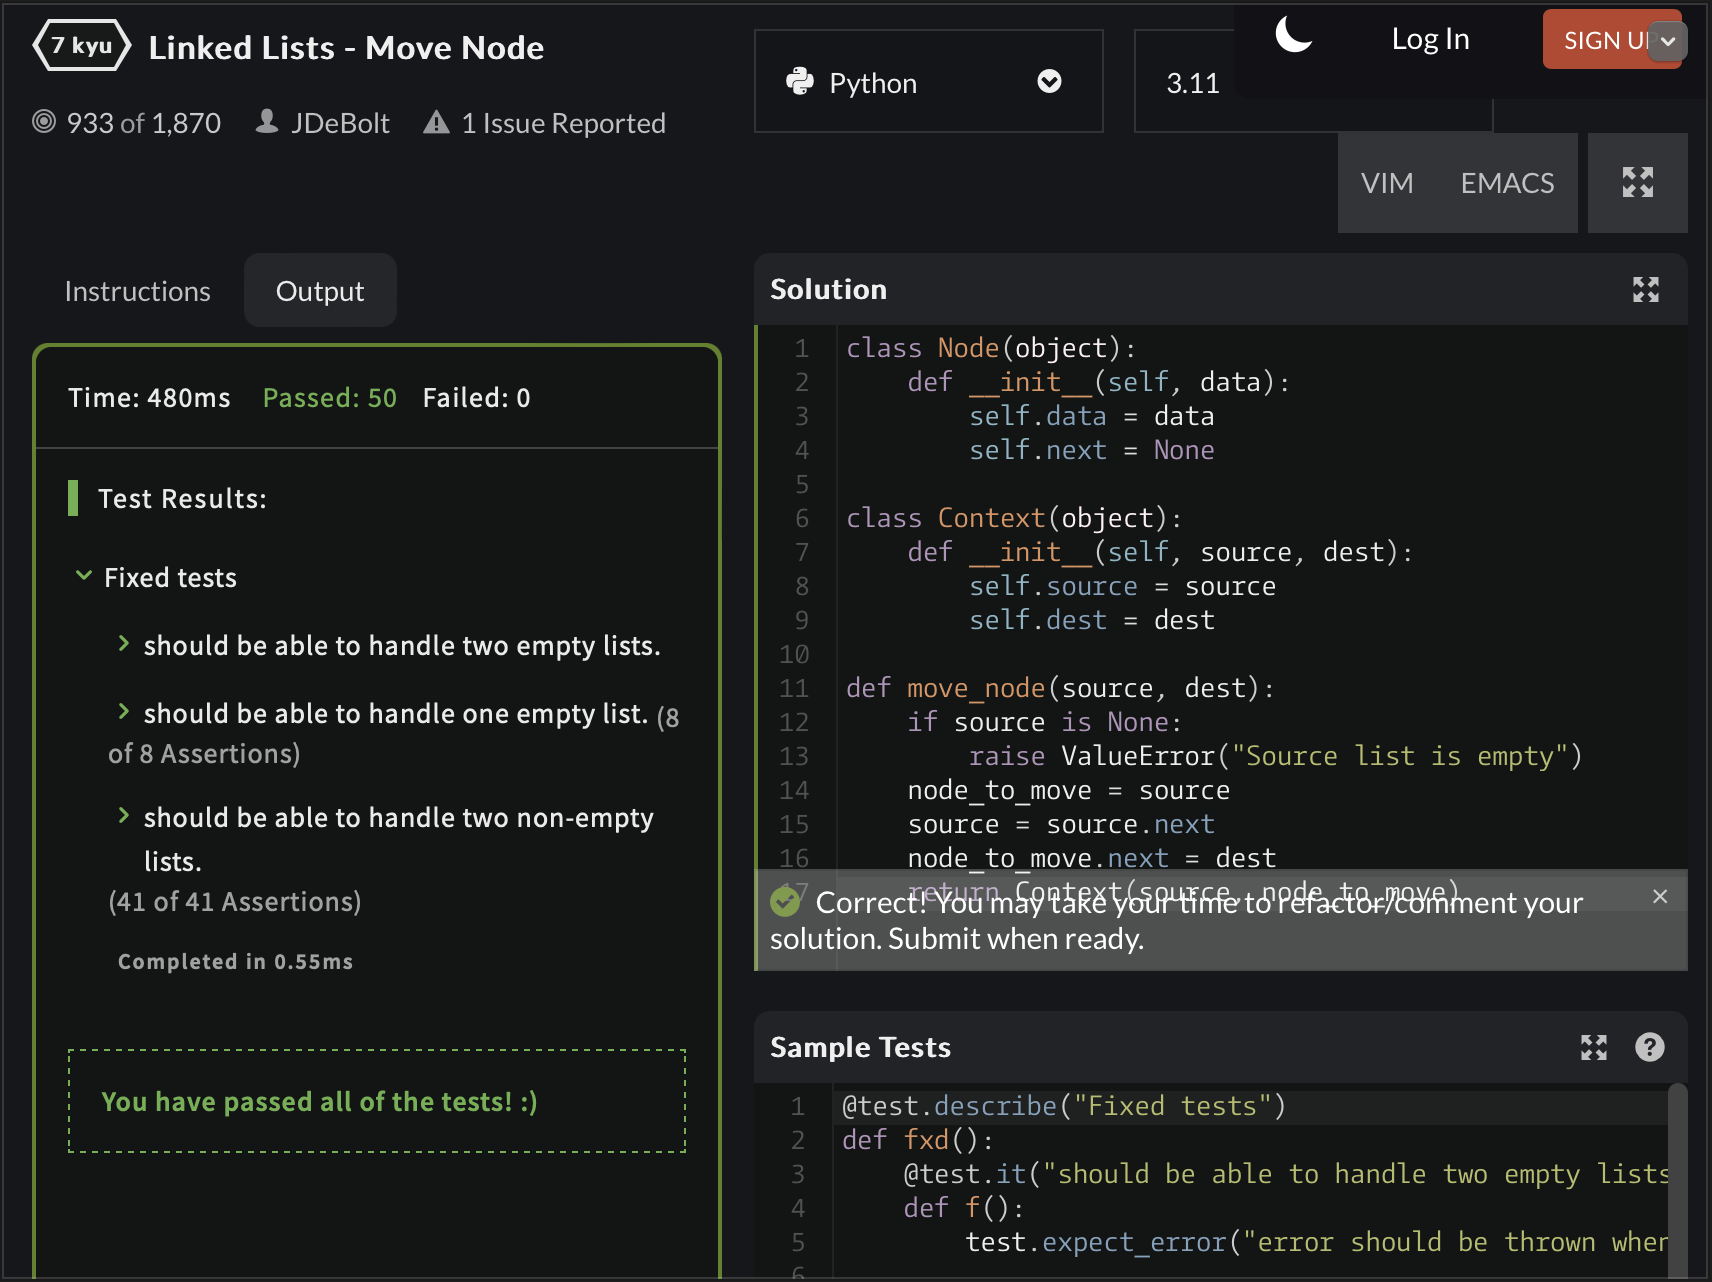 7 kyu
Linked Lists - Move Node
933 of 1,870
JDeBolt
1 Issue Reported
Python
3.11
Log In
SIGN UP
VIM
EMACS
Instructions
Output
Time: 480ms Passed: 50 Failed: 0
Test Results:
Fixed tests
should be able to handle two empty lists.
should be able to handle one empty list. (8
of 8 Assertions)
should be able to handle two non-empty
lists.
(41 of 41 Assertions)
Completed in 0.55ms
You have passed all of the tests! :)
Solution
1 class Node(object):
2     def __init__(self, data):
3         self.data = data
4         self.next = None
5
6 class Context(object):
7     def __init__(self, source, dest):
8         self.source = source
9         self.dest = dest
10
11 def move_node(source, dest):
12     if source is None:
13         raise ValueError("Source list is empty")
14     node_to_move = source
15     source = source.next
16     node_to_move.next = dest
17     return Context(source, node_to_move)
Correct! You may take your time to refactor/comment your
solution. Submit when ready.
Sample Tests
1 @test.describe("Fixed tests")
2 def fxd():
3     @test.it("should be able to handle two empty lists
4     def f():
5         test.expect_error("error should be thrown when
6